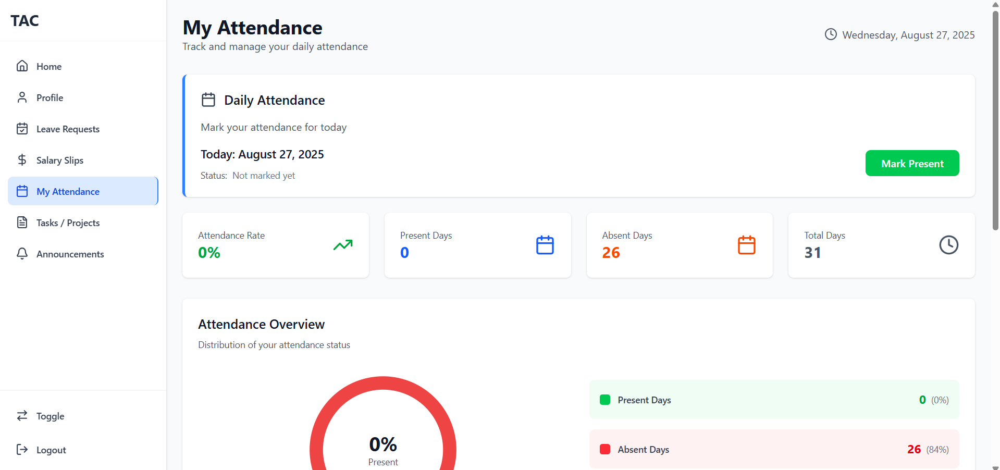 TAC
Home
Profile
Leave Requests
Salary Slips
My Attendance
Tasks / Projects
Announcements
Toggle
Logout
My Attendance
Track and manage your daily attendance
Wednesday, August 27, 2025
Daily Attendance
Mark your attendance for today
Today: August 27, 2025
Status: Not marked yet
Mark Present
Attendance Rate
0%
Present Days
0
Absent Days
26
Total Days
31
Attendance Overview
Distribution of your attendance status
0%
Present
Present Days 0 (0%)
Absent Days 26 (84%)